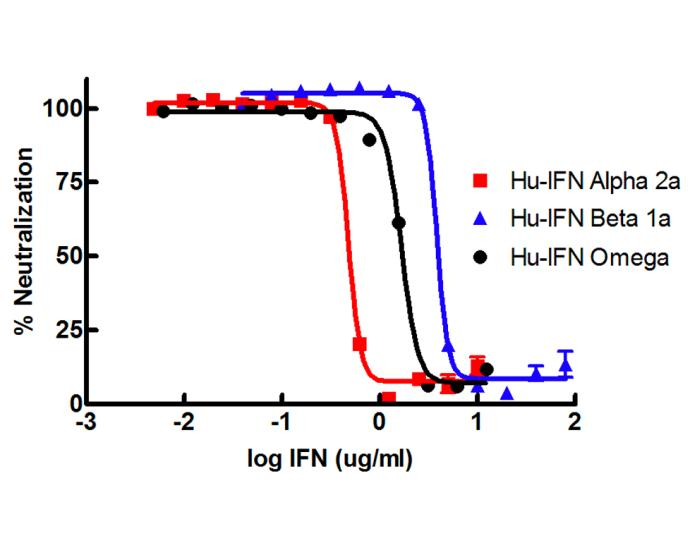 100
75
50
25
0
% Neutralization
-3 -2 -1 0 1 2
log IFN (ug/ml)
Hu-IFN Alpha 2a
Hu-IFN Beta 1a
Hu-IFN Omega